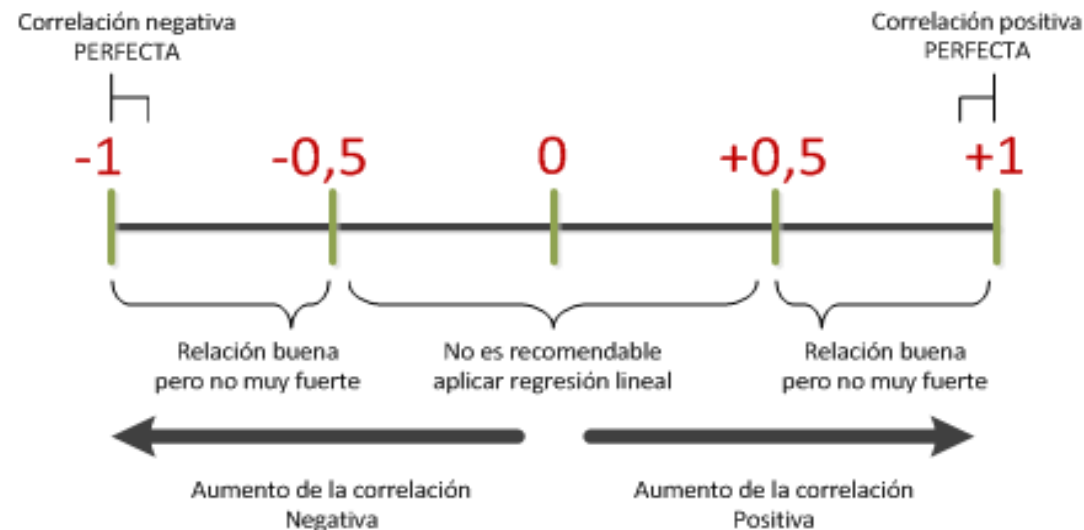 Correlación negativa
PERFECTA
Correlación positiva
PERFECTA
-1
-0,5
0
+0,5
+1
Relación buena
pero no muy fuerte
No es recomendable
aplicar regresión lineal
Relación buena
pero no muy fuerte
Aumento de la correlación
Negativa
Aumento de la correlación
Positiva